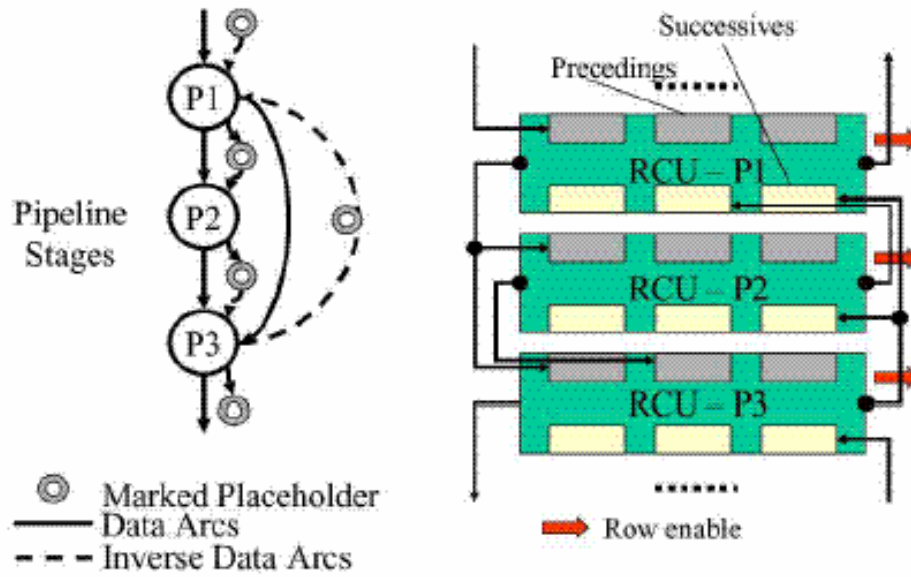 P1
P2
P3
Pipeline
Stages
Marked Placeholder
Data Arcs
Inverse Data Arcs
Successives
Precedings
RCU – P1
RCU – P2
RCU – P3
Row enable